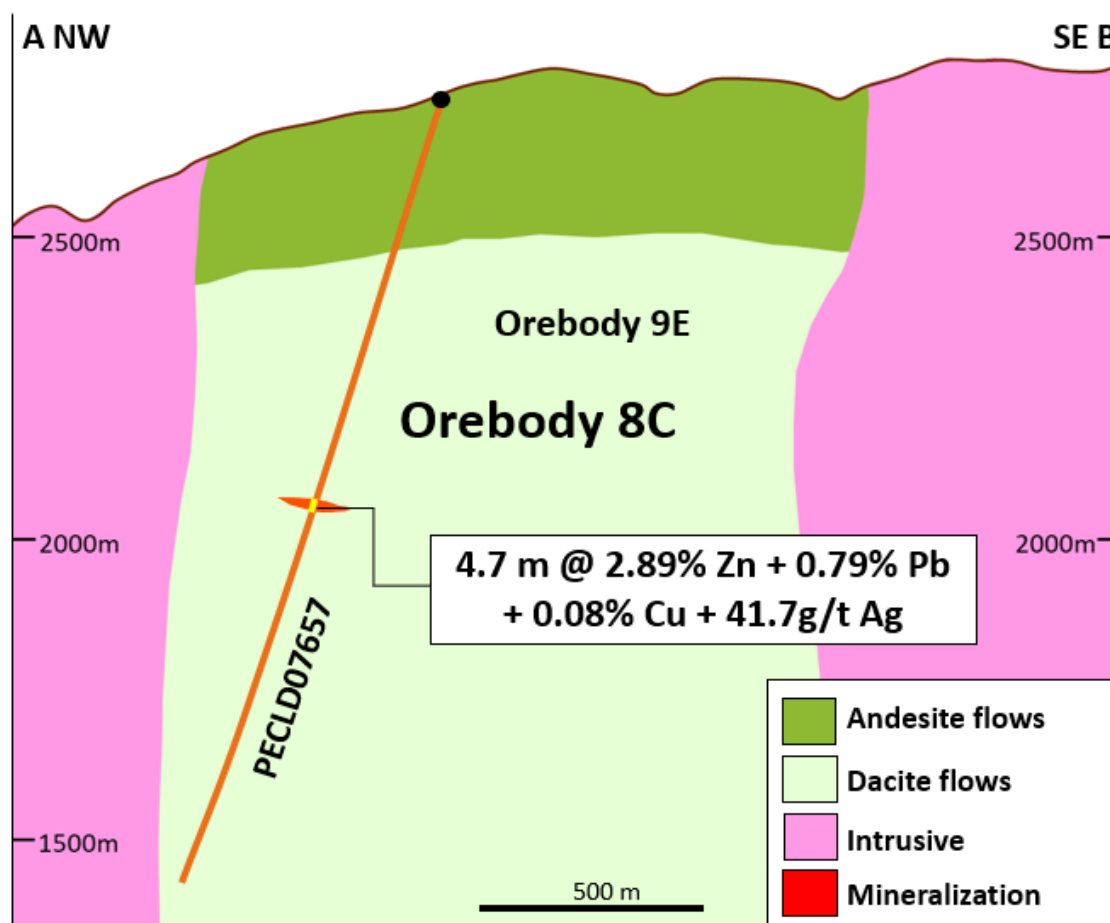 A NW
SE B
2500m
2500m
Orebody 9E
Orebody 8C
2000m
2000m
4.7 m @ 2.89% Zn + 0.79% Pb
+ 0.08% Cu + 41.7g/t Ag
PECLD07657
Andesite flows
Dacite flows
1500m
Intrusive
500 m
Mineralization